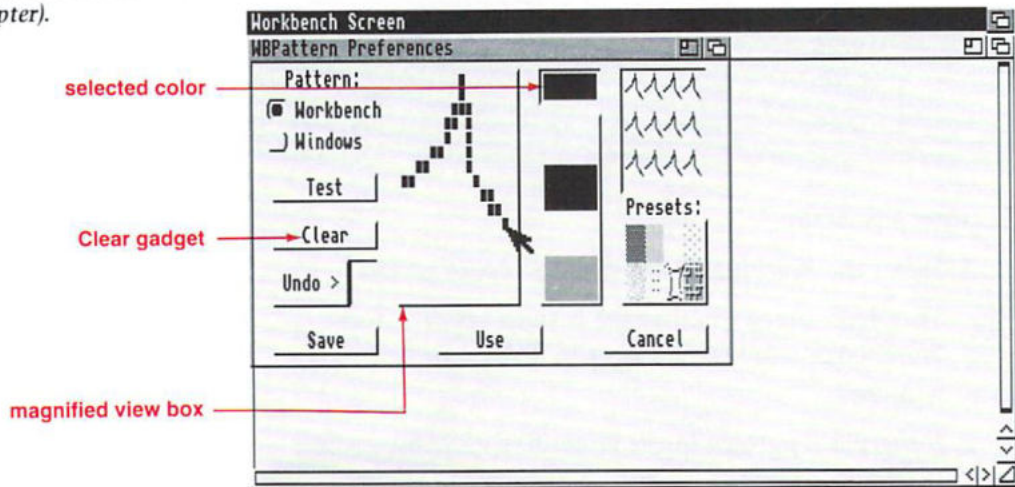 pter).
Workbench Screen
WBPattern Preferences
selected color
Pattern:
Workbench
Windows
Test
Presets:
Clear gadget
Clear
Undo >
Save
Use
Cancel
magnified view box